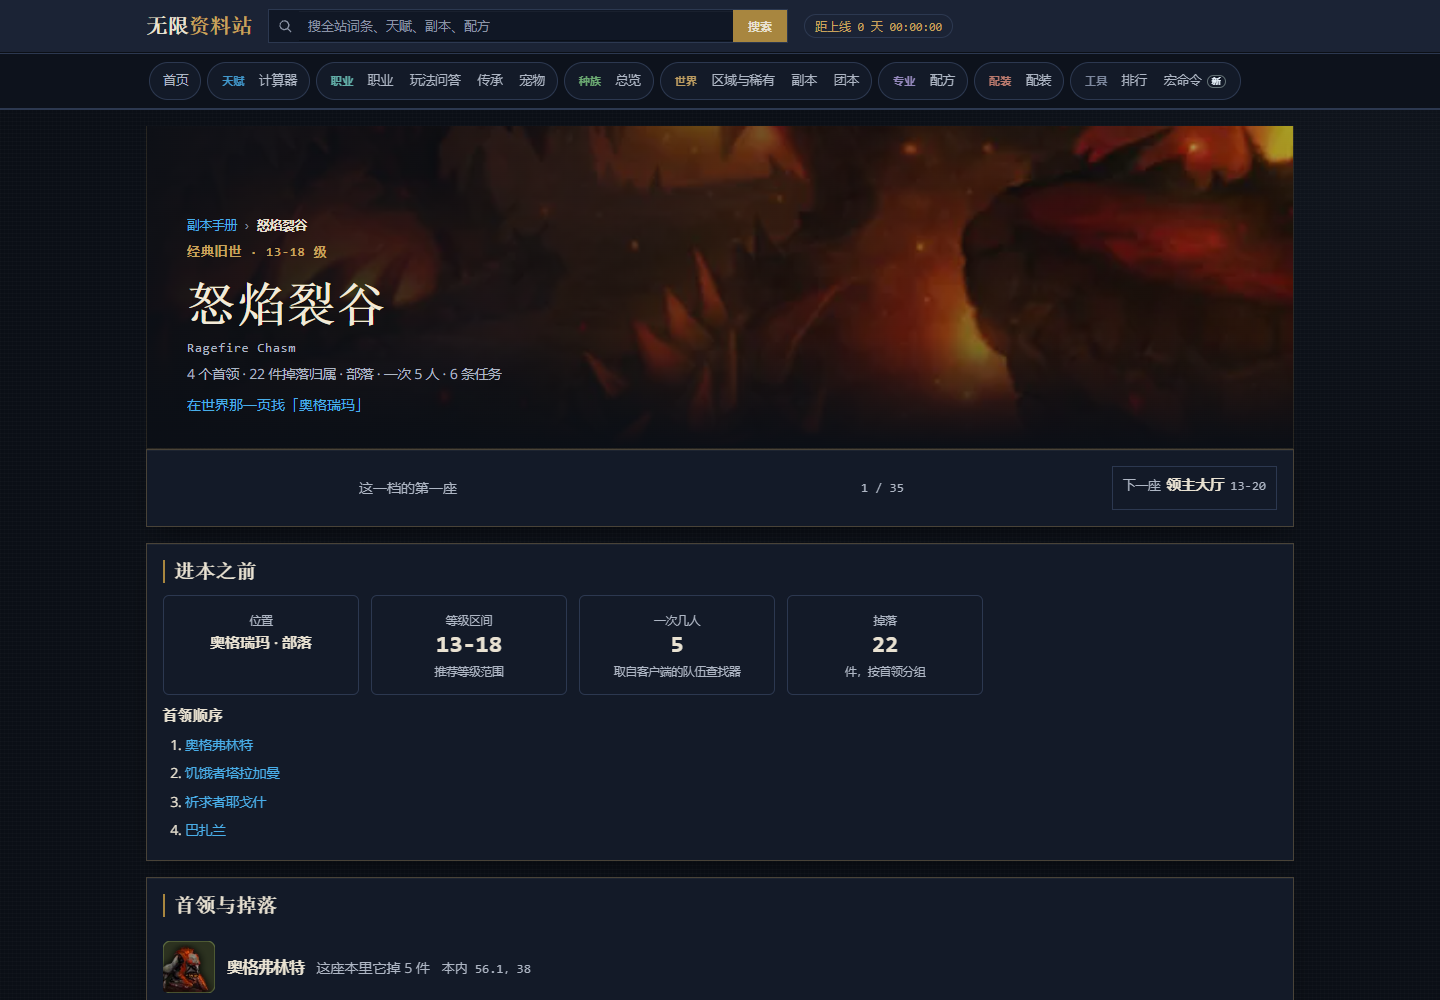 无限资料站
搜全站词条、天赋、副本、配方
搜索
距上线 0 天 00:00:00
首页
天赋 计算器
职业 职业 玩法问答 传承 宠物
种族 总览
世界 区域与稀有 副本 团本
专业 配方
配装 配装
工具 排行 宏命令 新
副本手册 › 怒焰裂谷
经典旧世 · 13-18 级
怒焰裂谷
Ragefire Chasm
4 个首领 · 22 件掉落归属 · 部落 · 一次 5 人 · 6 条任务
在世界那一页找「奥格瑞玛」
这一档的第一座
1 / 35
下一座 领主大厅 13-20
进本之前
位置
奥格瑞玛 · 部落
等级区间
13-18
推荐等级范围
一次几人
5
取自客户端的队伍查找器
掉落
22
件，按首领分组
首领顺序
1. 奥格弗林特
2. 饥饿者塔拉加曼
3. 祈求者耶戈什
4. 巴扎兰
首领与掉落
奥格弗林特 这座本里它掉 5 件 本内 56.1, 38